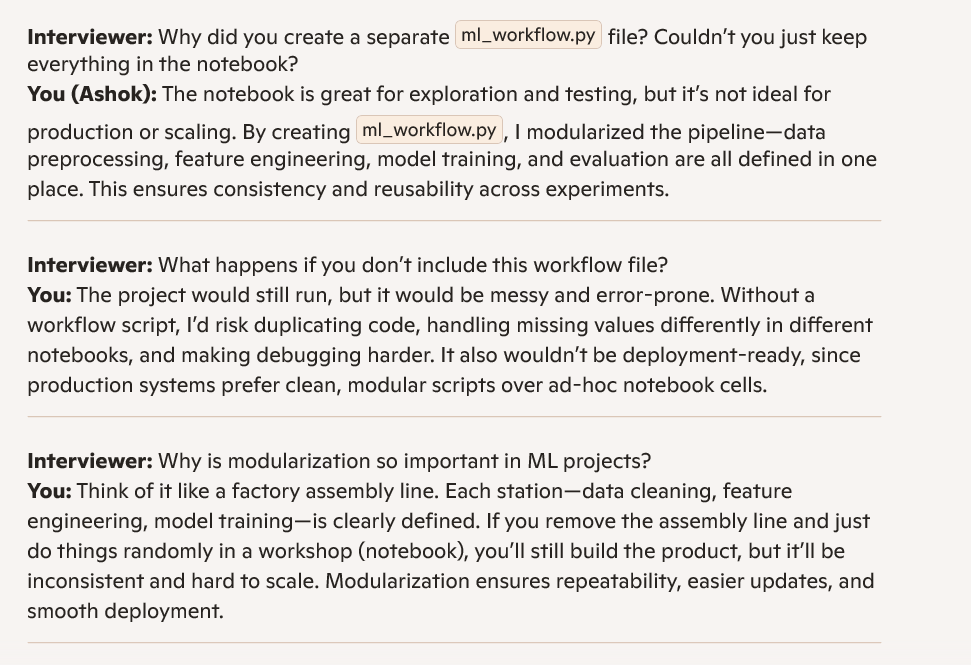 Interviewer: Why did you create a separate ml_workflow.py file? Couldn’t you just keep
everything in the notebook?
You (Ashok): The notebook is great for exploration and testing, but it’s not ideal for
production or scaling. By creating ml_workflow.py, I modularized the pipeline—data
preprocessing, feature engineering, model training, and evaluation are all defined in one
place. This ensures consistency and reusability across experiments.
Interviewer: What happens if you don’t include this workflow file?
You: The project would still run, but it would be messy and error-prone. Without a
workflow script, I’d risk duplicating code, handling missing values differently in different
notebooks, and making debugging harder. It also wouldn’t be deployment-ready, since
production systems prefer clean, modular scripts over ad-hoc notebook cells.
Interviewer: Why is modularization so important in ML projects?
You: Think of it like a factory assembly line. Each station—data cleaning, feature
engineering, model training—is clearly defined. If you remove the assembly line and just
do things randomly in a workshop (notebook), you’ll still build the product, but it’ll be
inconsistent and hard to scale. Modularization ensures repeatability, easier updates, and
smooth deployment.